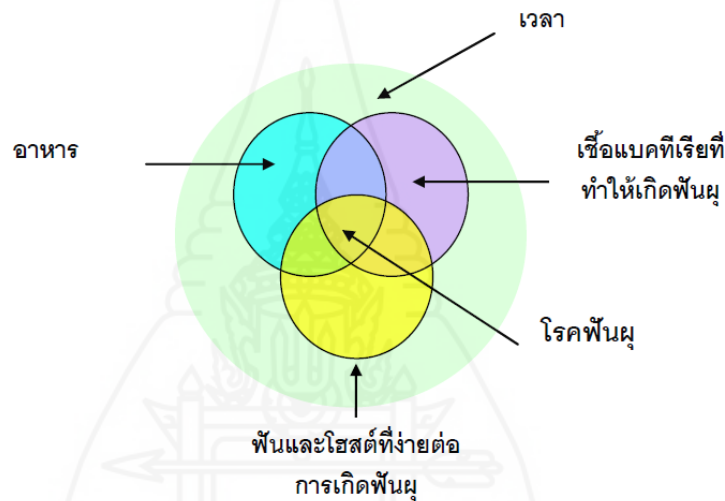 เวลา
อาหาร
เชื้อแบคทีเรียที่
ทำให้เกิดฟันผุ
โรคฟันผุ
ฟันและโฮสต์ที่ง่ายต่อ
การเกิดฟันผุ